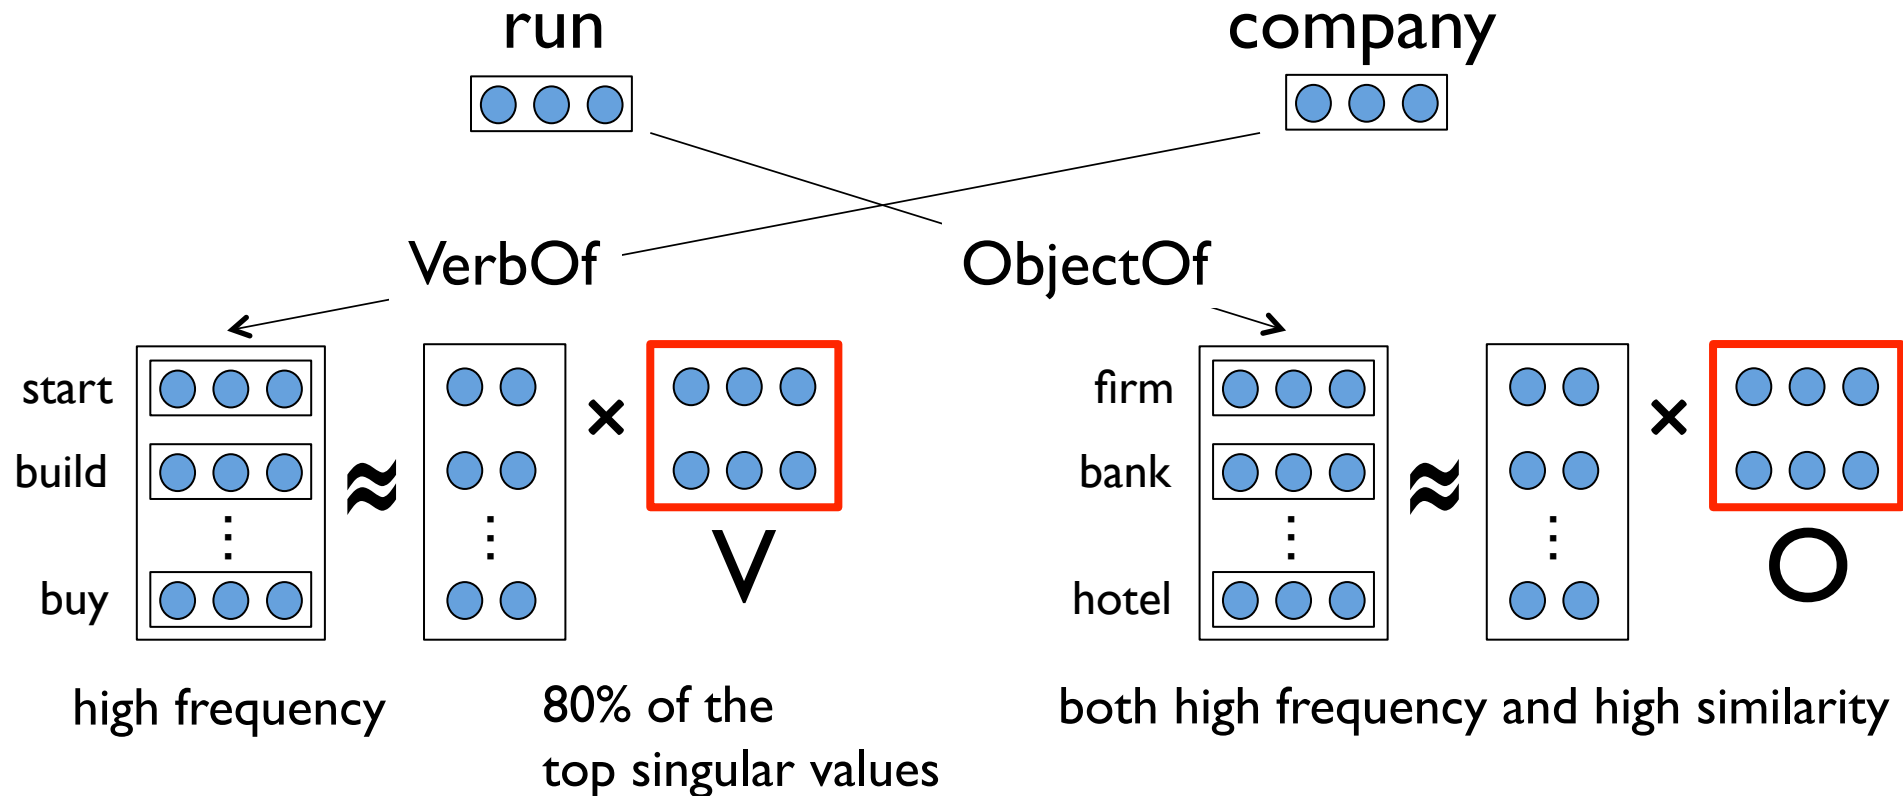 run company
VerbOf ObjectOf
start × firm ×
build ≈ bank ≈
⋮ ⋮ V ⋮ ⋮ O
buy hotel
high frequency 80% of the both high frequency and high similarity
top singular values